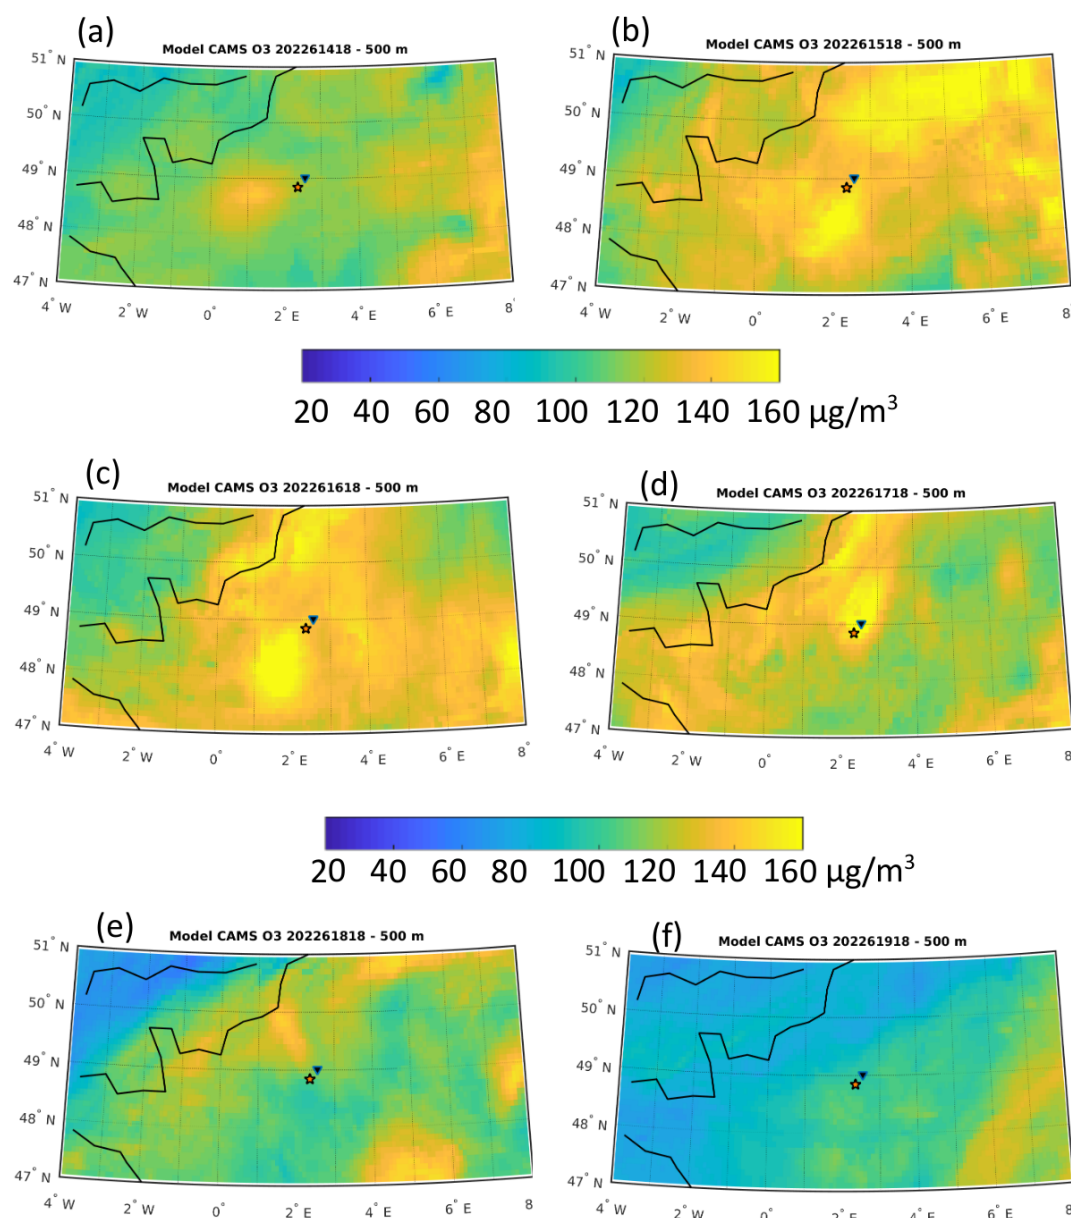 (a)
Model CAMS O3 202261418 - 500 m
51° N
50° N
49° N
48° N
47° N
4° W
2° W
0°
2° E
4° E
6° E
8°
(b)
Model CAMS O3 202261518 - 500 m
51° N
50° N
49° N
48° N
47° N
4° W
2° W
0°
2° E
4° E
6° E
8°
20 40 60 80 100 120 140 160 µg/m³
(c)
Model CAMS O3 202261618 - 500 m
51° N
50° N
49° N
48° N
47° N
4° W
2° W
0°
2° E
4° E
6° E
8°
(d)
Model CAMS O3 202261718 - 500 m
51° N
50° N
49° N
48° N
47° N
4° W
2° W
0°
2° E
4° E
6° E
8
20 40 60 80 100 120 140 160 µg/m³
(e)
Model CAMS O3 202261818 - 500 m
51° N
50° N
49° N
48° N
47° N
4° W
2° W
0°
2° E
4° E
6° E
8°
(f)
Model CAMS O3 202261918 - 500 m
51° N
50° N
49° N
48° N
47° N
4° W
2° W
0°
2° E
4° E
6° E
8